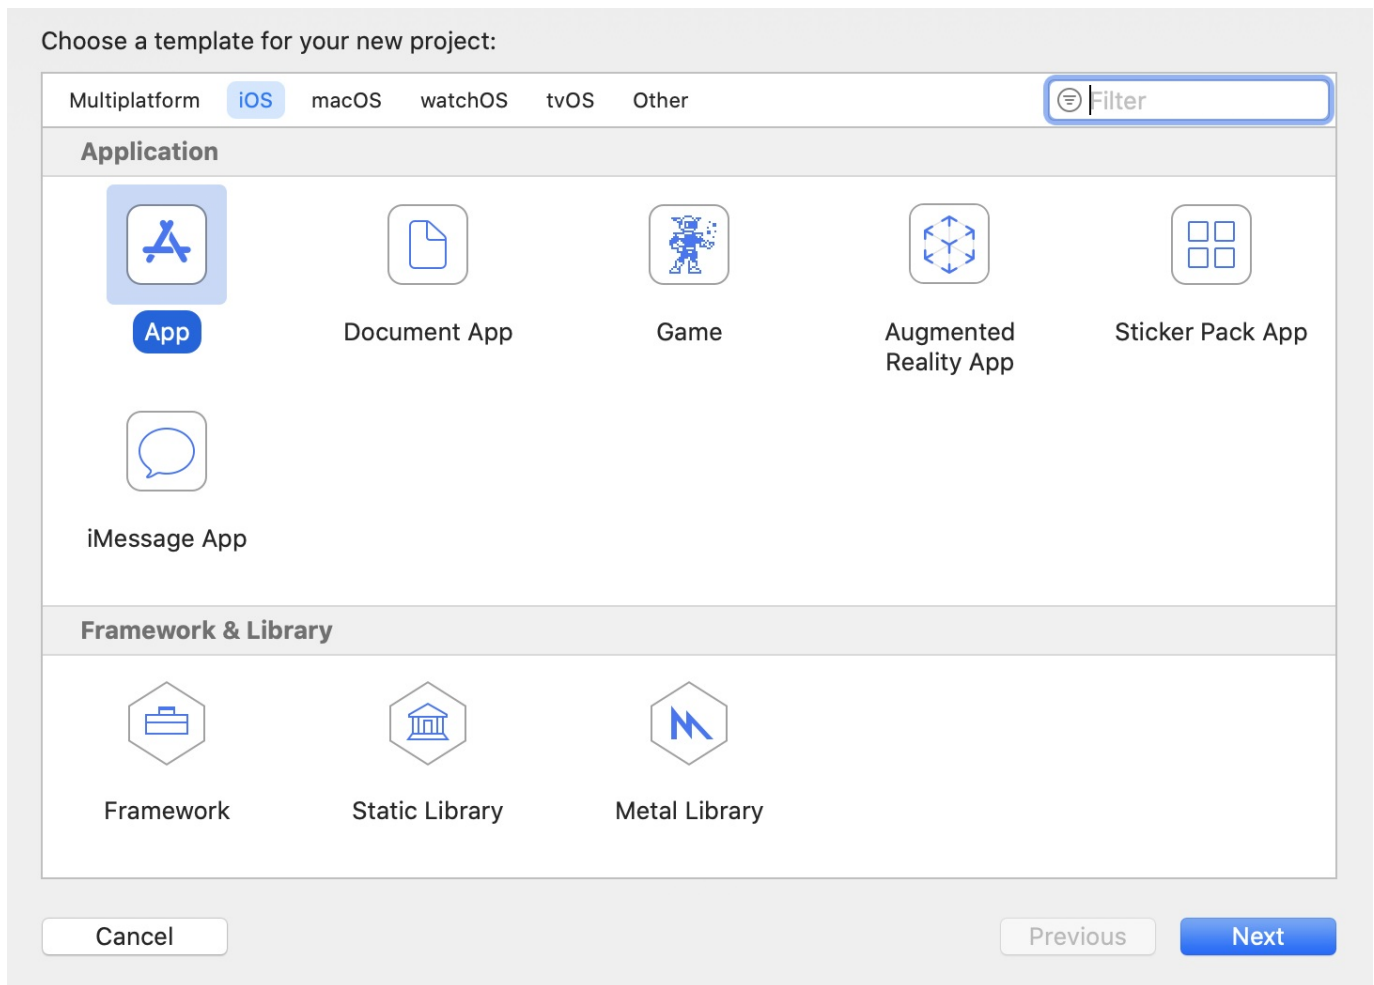 Choose a template for your new project:
Multiplatform iOS macOS watchOS tvOS Other Filter
Application
App Document App Game Augmented Reality App Sticker Pack App
iMessage App
Framework & Library
Framework Static Library Metal Library
Cancel Previous Next